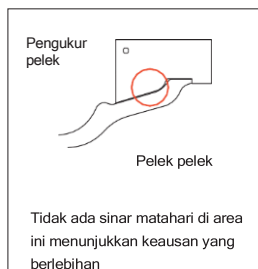 Pengukur
pelek
Pelek pelek
Tidak ada sinar matahari di area
ini menunjukkan keausan yang
berlebihan